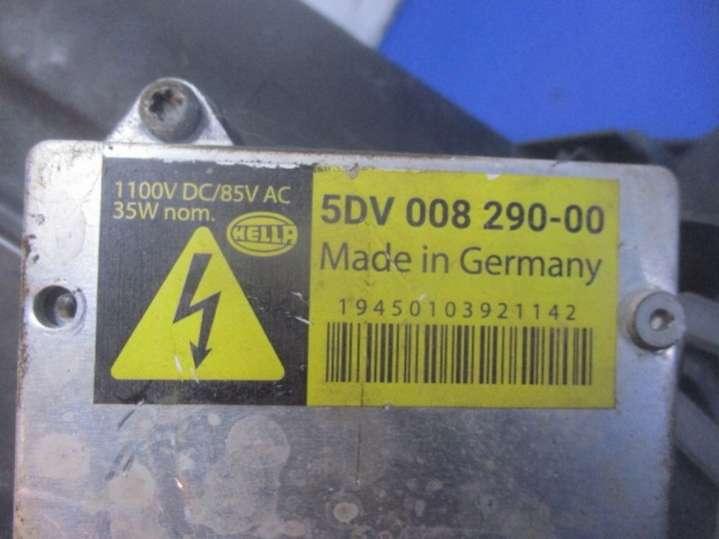 1100V DC/85V AC
35W nom.
HELLA
5DV 008 290-00
Made in Germany
19450103921142